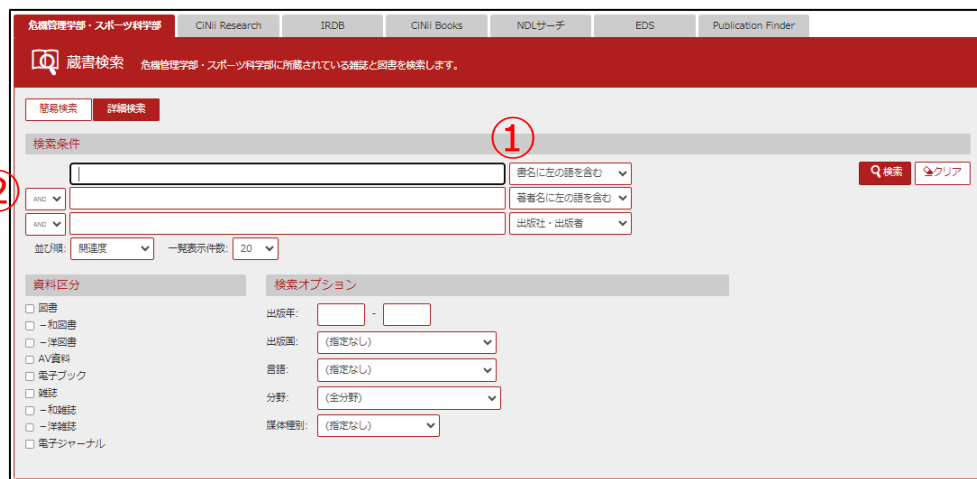 危機管理学部・スポーツ科学部 CiNii Research IRDB CiNii Books NDLサーチ EDS Publication Finder
蔵書検索 危機管理学部・スポーツ科学部に所蔵されている雑誌と図書を検索します。
簡易検索 詳細検索
検索条件
①
書名に左の語を含む 検索 クリア
②
AND 著者名に左の語を含む
AND 出版社・出版者
並び順: 関連度 一覧表示件数: 20
資料区分 検索オプション
図書
－和図書
－洋図書
AV資料
電子ブック
雑誌
－和雑誌
－洋雑誌
電子ジャーナル
出版年: -
出版国: (指定なし)
言語: (指定なし)
分野: (全分野)
媒体種別: (指定なし)